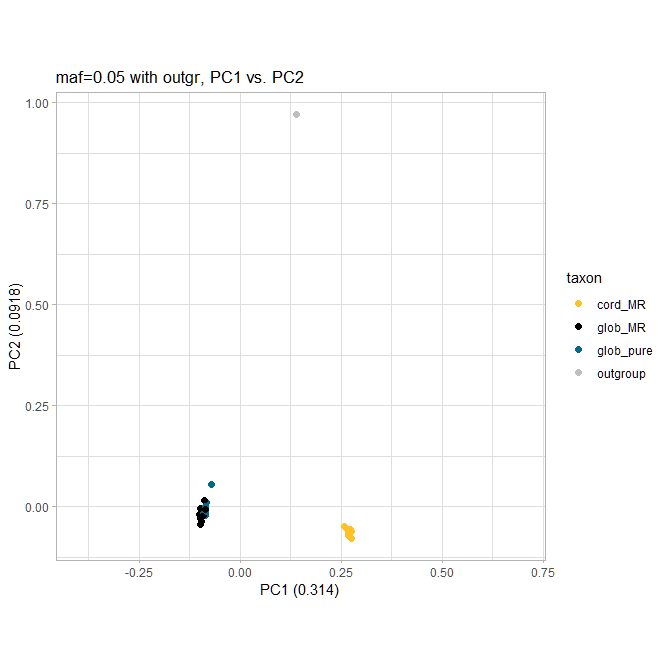 maf=0.05 with outgr, PC1 vs. PC2
1.00
0.75
0.50
0.25
0.00
PC2 (0.0918)
-0.25
0.00
0.25
0.50
0.75
PC1 (0.314)
taxon
cord_MR
glob_MR
glob_pure
outgroup